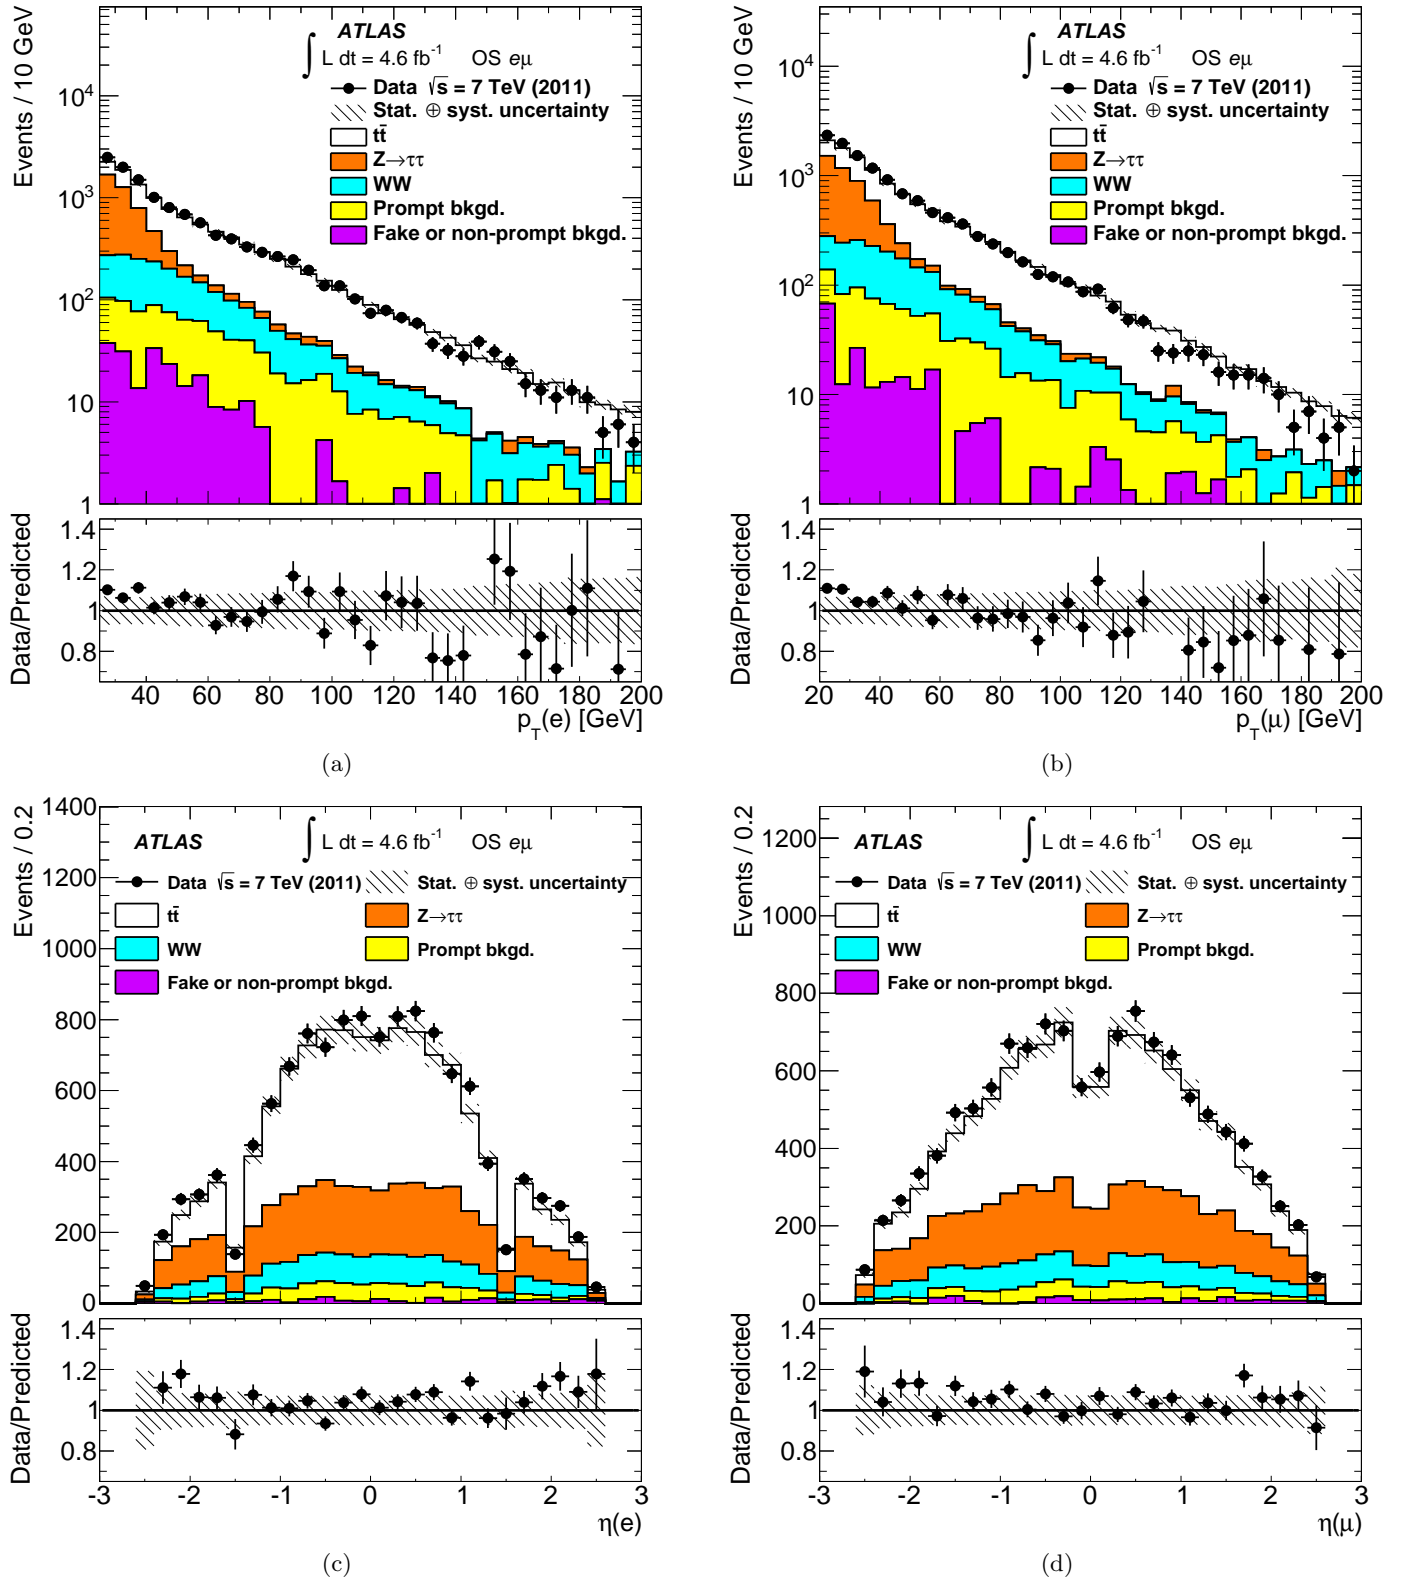 ATLAS
∫ L dt = 4.6 fb⁻¹ OS eμ
Data √s = 7 TeV (2011)
Stat. ⊕ syst. uncertainty
tt̄
Z→ττ
WW
Prompt bkgd.
Fake or non-prompt bkgd.
Events / 10 GeV
10⁴
10³
10²
10
1
Data/Predicted
1.4
1.2
1
0.8
40 60 80 100 120 140 160 180 200
p_T(e) [GeV]
(a)
ATLAS
∫ L dt = 4.6 fb⁻¹ OS eμ
Data √s = 7 TeV (2011)
Stat. ⊕ syst. uncertainty
tt̄
Z→ττ
WW
Prompt bkgd.
Fake or non-prompt bkgd.
Events / 10 GeV
10⁴
10³
10²
10
1
Data/Predicted
1.4
1.2
1
0.8
20 40 60 80 100 120 140 160 180 200
p_T(μ) [GeV]
(b)
ATLAS ∫ L dt = 4.6 fb⁻¹ OS eμ
Data √s = 7 TeV (2011) Stat. ⊕ syst. uncertainty
tt̄ Z→ττ
WW Prompt bkgd.
Fake or non-prompt bkgd.
Events / 0.2
1400
1200
1000
800
600
400
200
0
Data/Predicted
1.4
1.2
1
0.8
-3 -2 -1 0 1 2 3
η(e)
(c)
ATLAS ∫ L dt = 4.6 fb⁻¹ OS eμ
Data √s = 7 TeV (2011) Stat. ⊕ syst. uncertainty
tt̄ Z→ττ
WW Prompt bkgd.
Fake or non-prompt bkgd.
Events / 0.2
1200
1000
800
600
400
200
0
Data/Predicted
1.4
1.2
1
0.8
-3 -2 -1 0 1 2 3
η(μ)
(d)